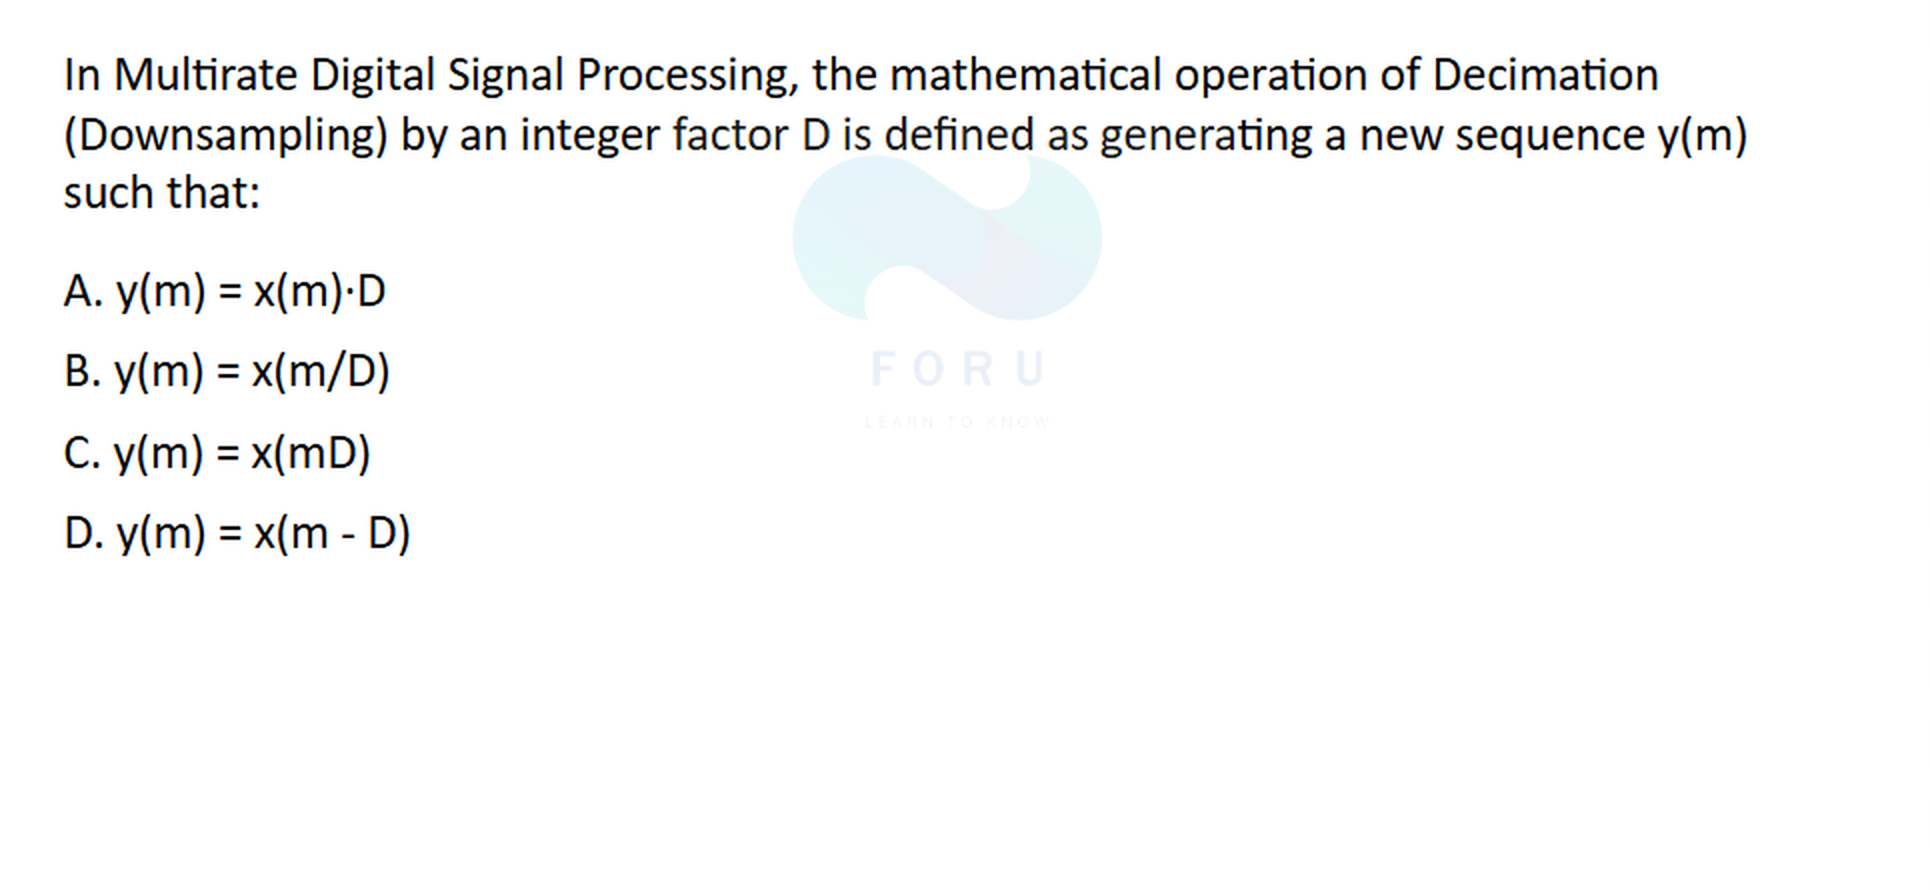 In Multirate Digital Signal Processing, the mathematical operation of Decimation
(Downsampling) by an integer factor D is defined as generating a new sequence y(m)
such that:
A. y(m) = x(m)·D
B. y(m) = x(m/D)
C. y(m) = x(mD)
D. y(m) = x(m - D)
FORU
LEARN TO KNOW